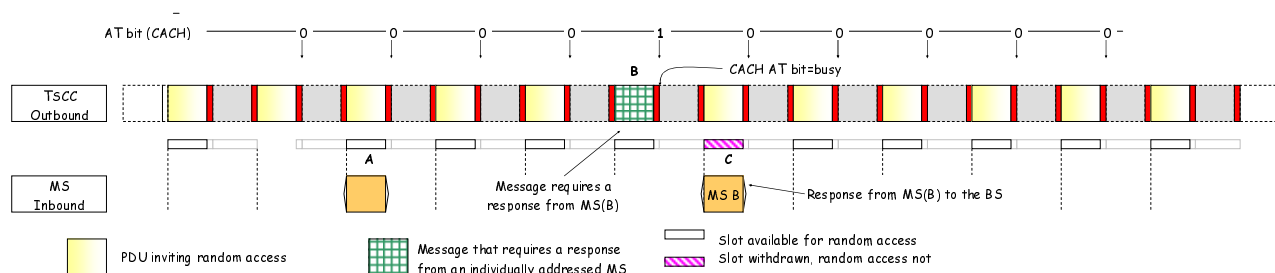 AT bit (CACH)
0 0 0 0 1 0 0 0 0 0
B
CACH AT bit=busy
TSCC
Outbound
A
C
MS
Inbound
Message requires a
response from MS(B)
MS B
Response from MS(B) to the BS
PDU inviting random access
Message that requires a response
from an individually addressed MS
Slot available for random access
Slot withdrawn, random access not